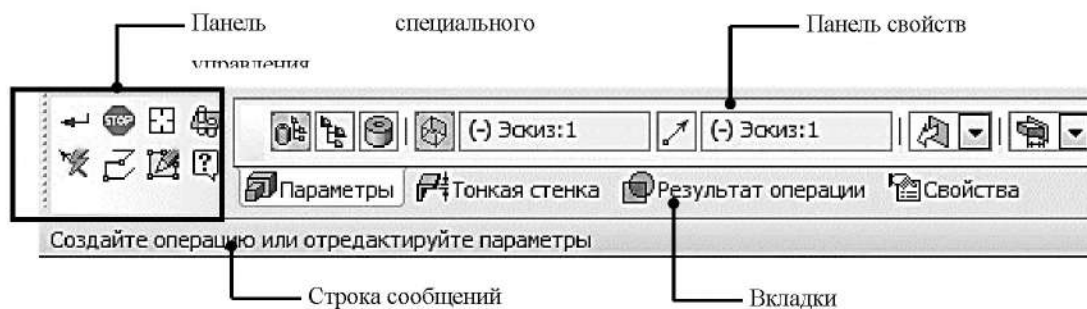 Панель специального
управления
Панель свойств
STOP
(-) Эскиз:1
(-) Эскиз:1
Параметры
Тонкая стенка
Результат операции
Свойства
Создайте операцию или отредактируйте параметры
Строка сообщений
Вкладки